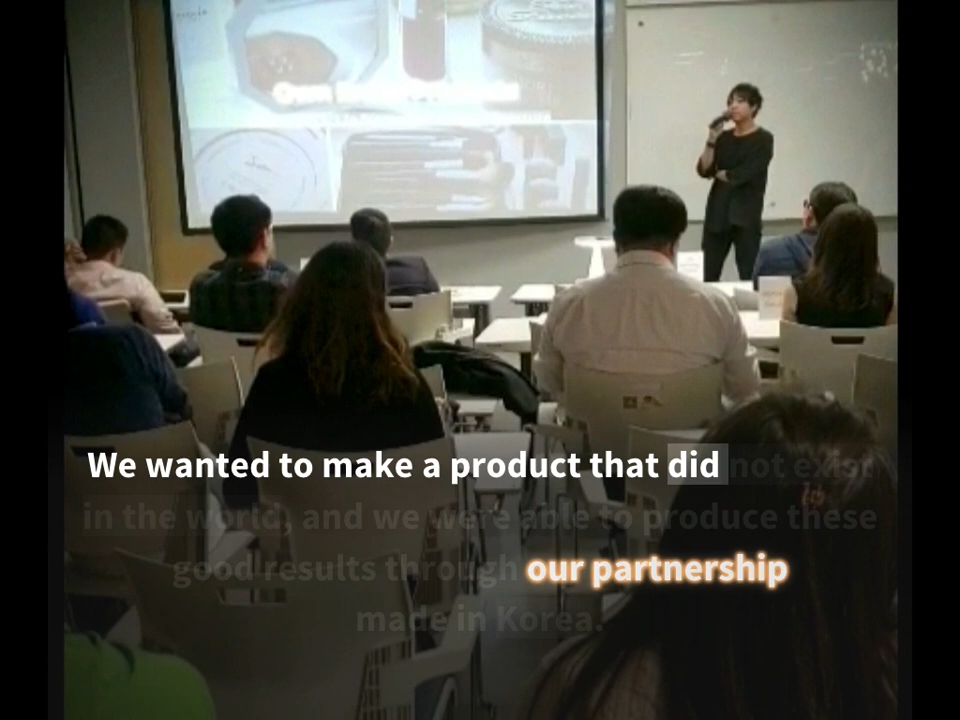 We wanted to make a product that did not exist
in the world, and we were able to produce these
good results through our partnership
made in Korea.